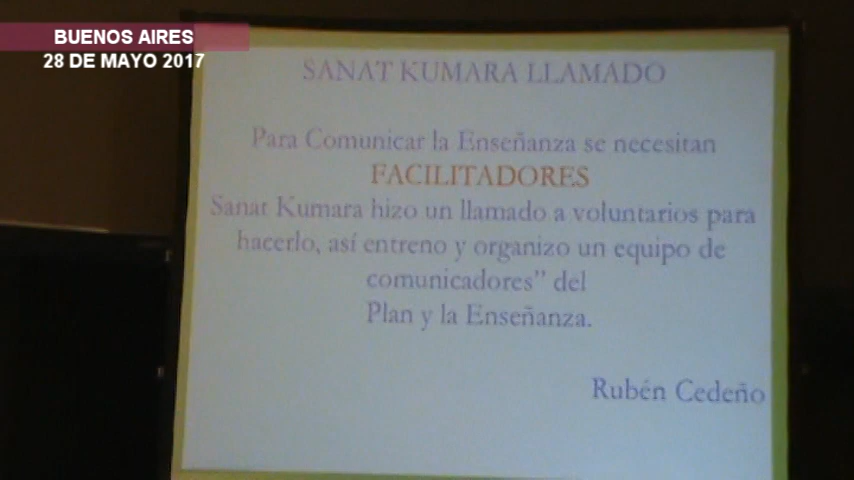 BUENOS AIRES
28 DE MAYO 2017
SANAT KUMARA LLAMADO
Para Comunicar la Enseñanza se necesitan
FACILITADORES
Sanat Kumara hizo un llamado a voluntarios para
hacerlo, así entreno y organizo un equipo de
comunicadores” del
Plan y la Enseñanza.
Rubén Cedeño